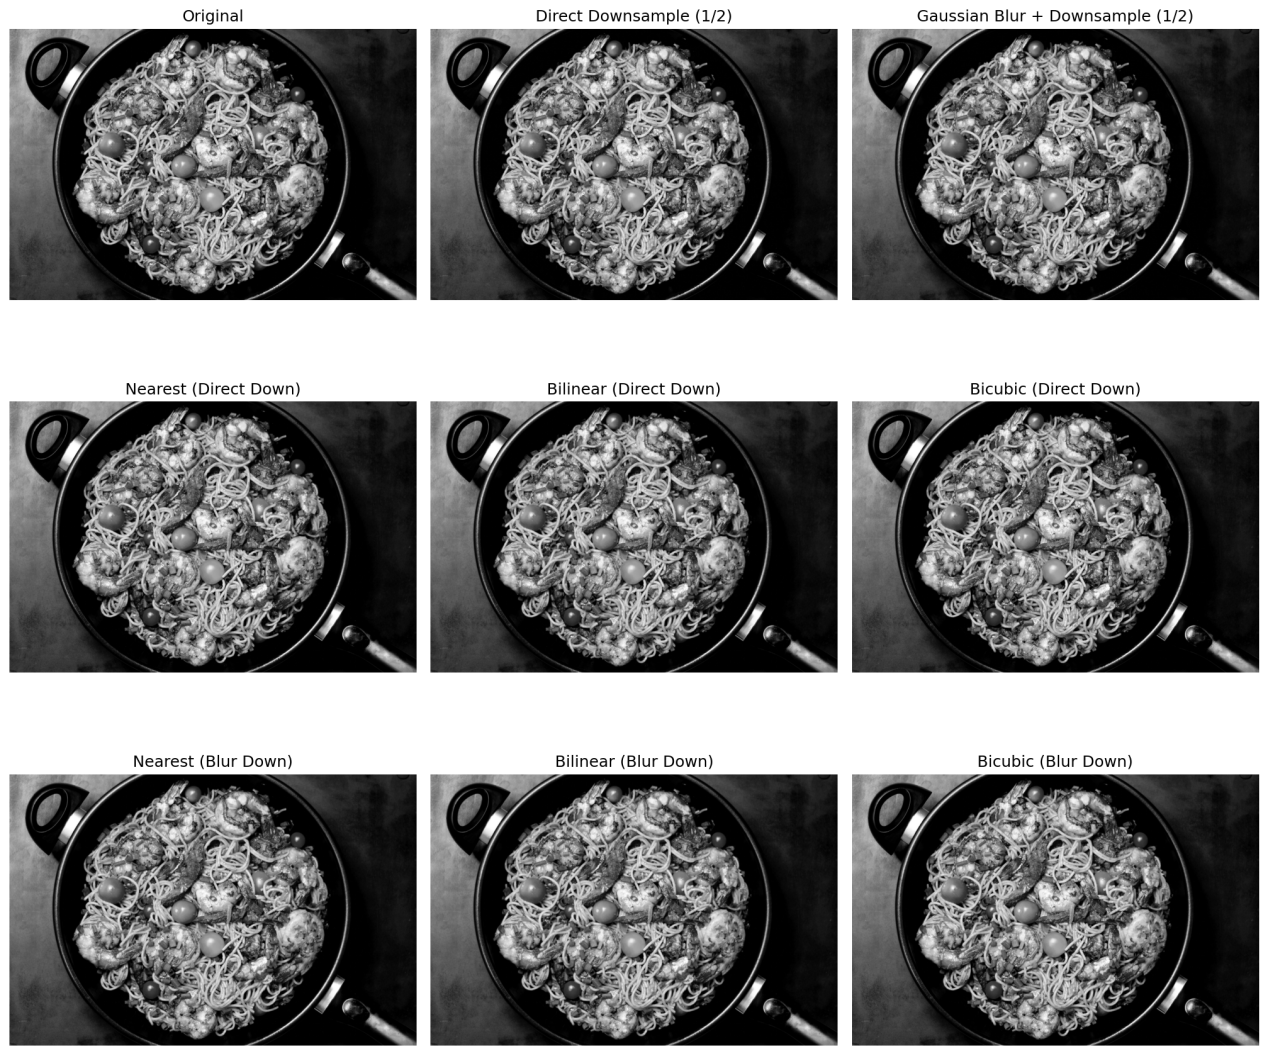 Original
Direct Downsample (1/2)
Gaussian Blur + Downsample (1/2)
Nearest (Direct Down)
Bilinear (Direct Down)
Bicubic (Direct Down)
Nearest (Blur Down)
Bilinear (Blur Down)
Bicubic (Blur Down)